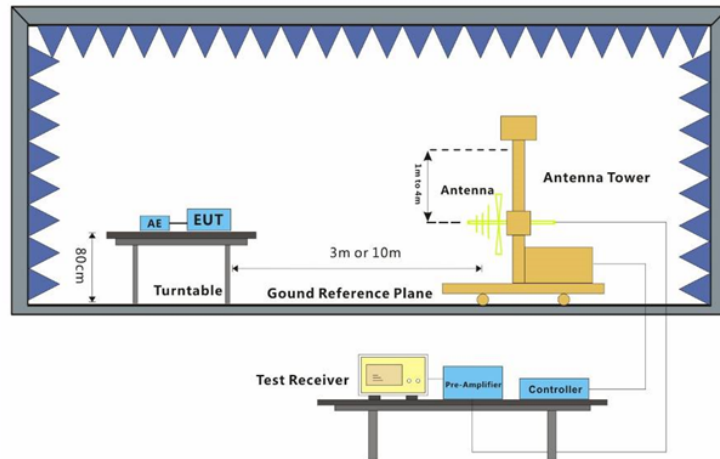 1m to 4m
Antenna
Antenna Tower
AE
EUT
80cm
3m or 10m
Turntable
Gound Reference Plane
Test Receiver
Pre-Amplifier
Controller